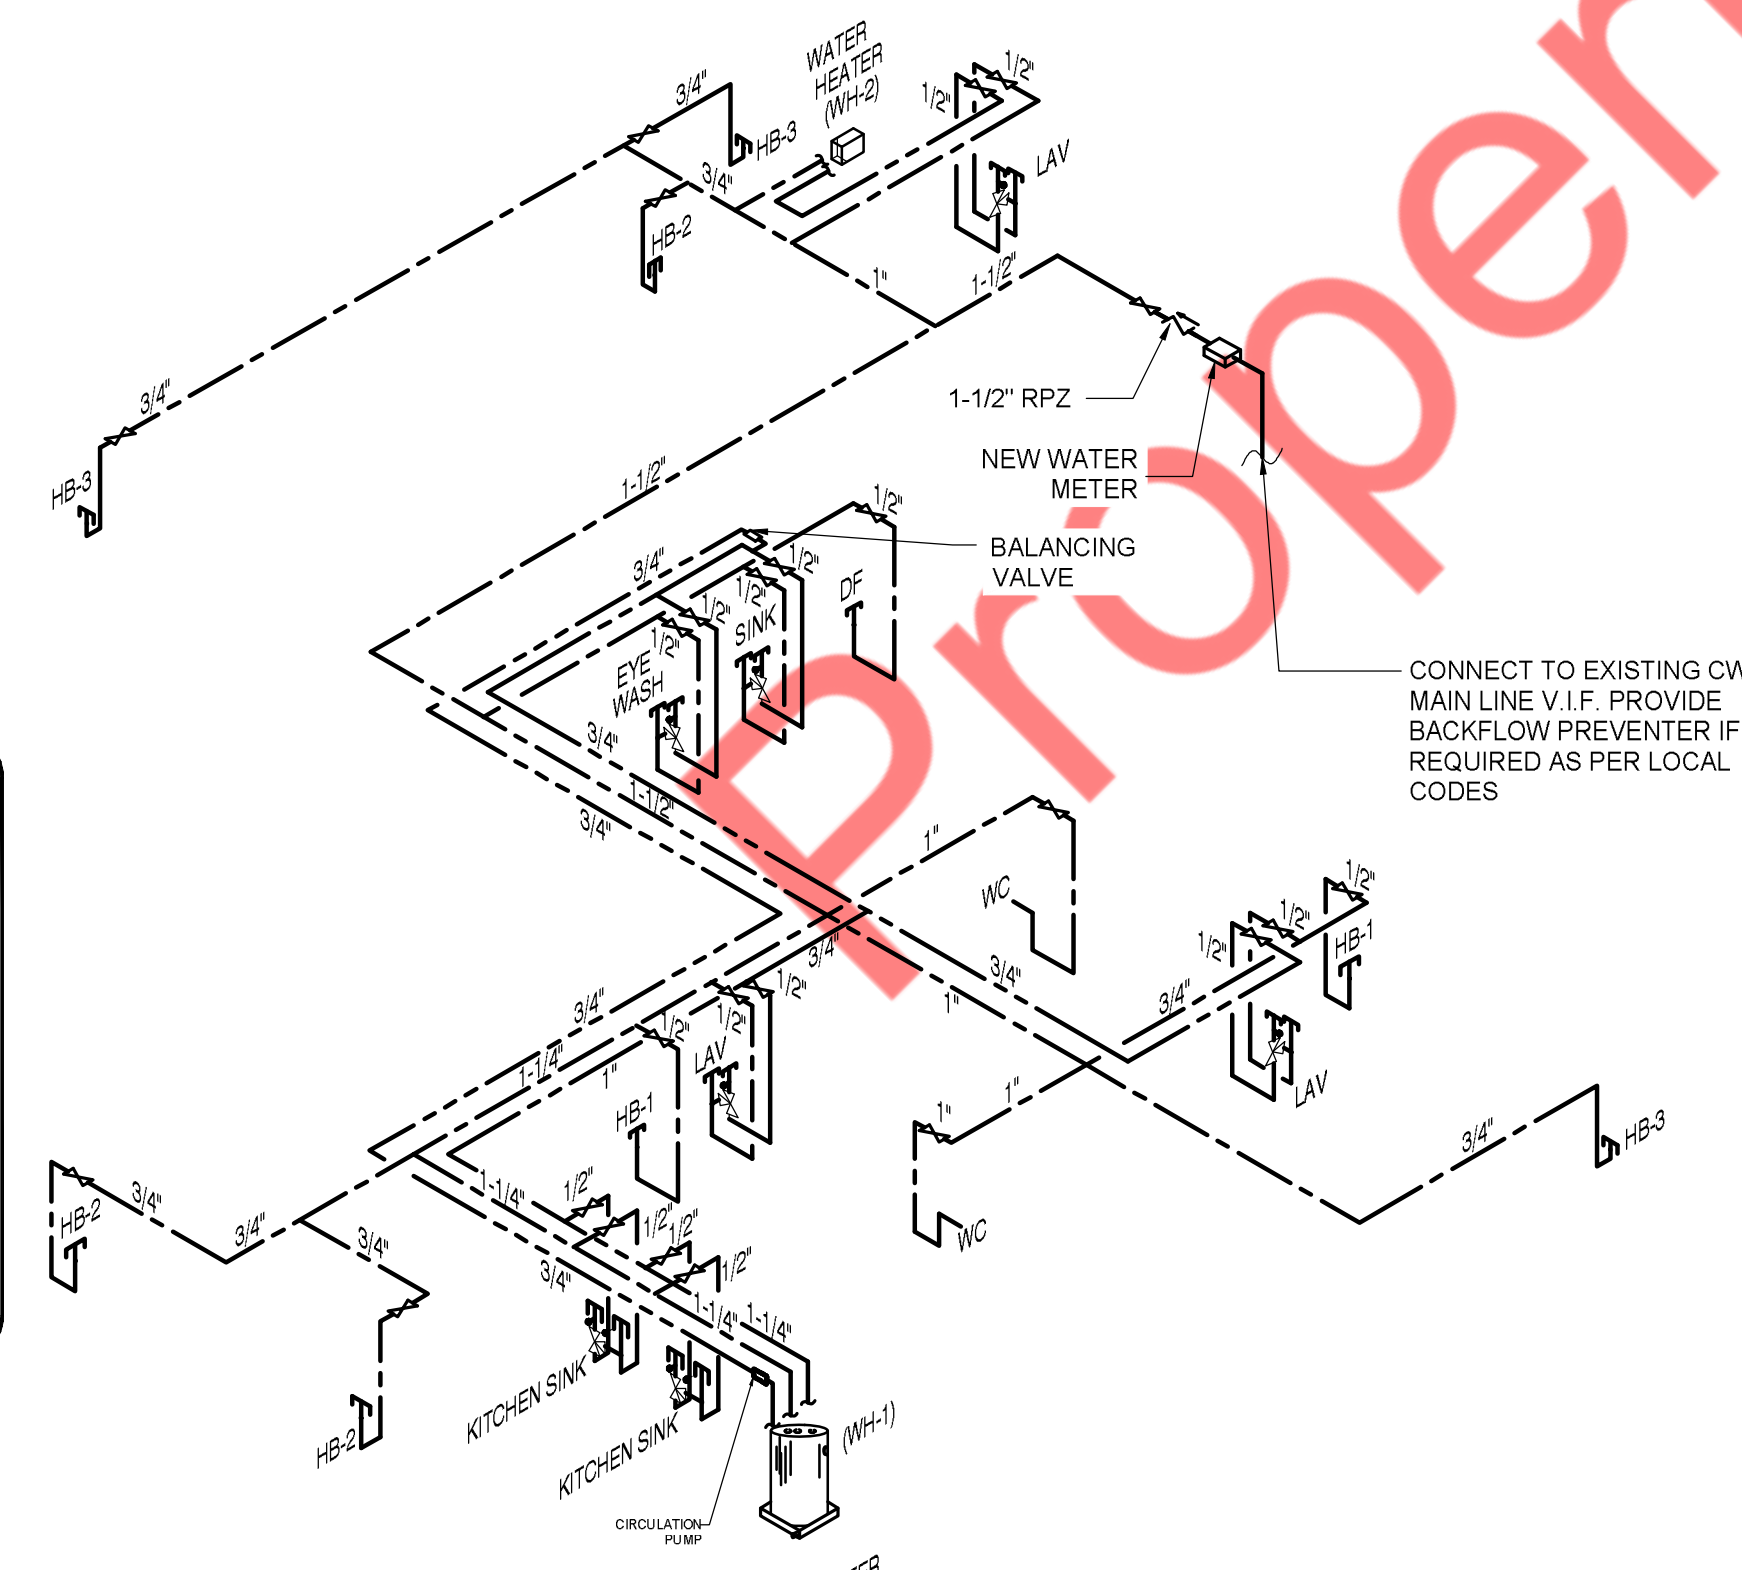 WATER
HEATER
(WH-2)
3/4"
1/2"
1/2"
HB-3
LAV
3/4"
HB-2
1"
1-1/2"
3/4"
1-1/2" RPZ
NEW WATER
METER
HB-3
1-1/2"
1/2"
BALANCING
VALVE
3/4"
1/2"
1/2"
DF
1/2"
SINK
1/2"
EYE
WASH
CONNECT TO EXISTING CW
MAIN LINE V.I.F. PROVIDE
BACKFLOW PREVENTER IF
REQUIRED AS PER LOCAL
CODES
3/4"
1-1/2"
3/4"
1"
WC
1/2"
1/2"
1/2"
HB-1
3/4"
3/4"
1"
3/4"
1/2"
3/4"
1/2"
1/2"
1-1/4"
1"
LAV
HB-1
LAV
1"
1"
3/4"
HB-3
WC
3/4"
HB-2
3/4"
3/4"
1-1/4"
1/2"
1/2"
1/2"
1/2"
3/4"
1-1/4"
1-1/4"
HB-2
KITCHEN SINK
KITCHEN SINK
(WH-1)
CIRCULATION
PUMP
Proper